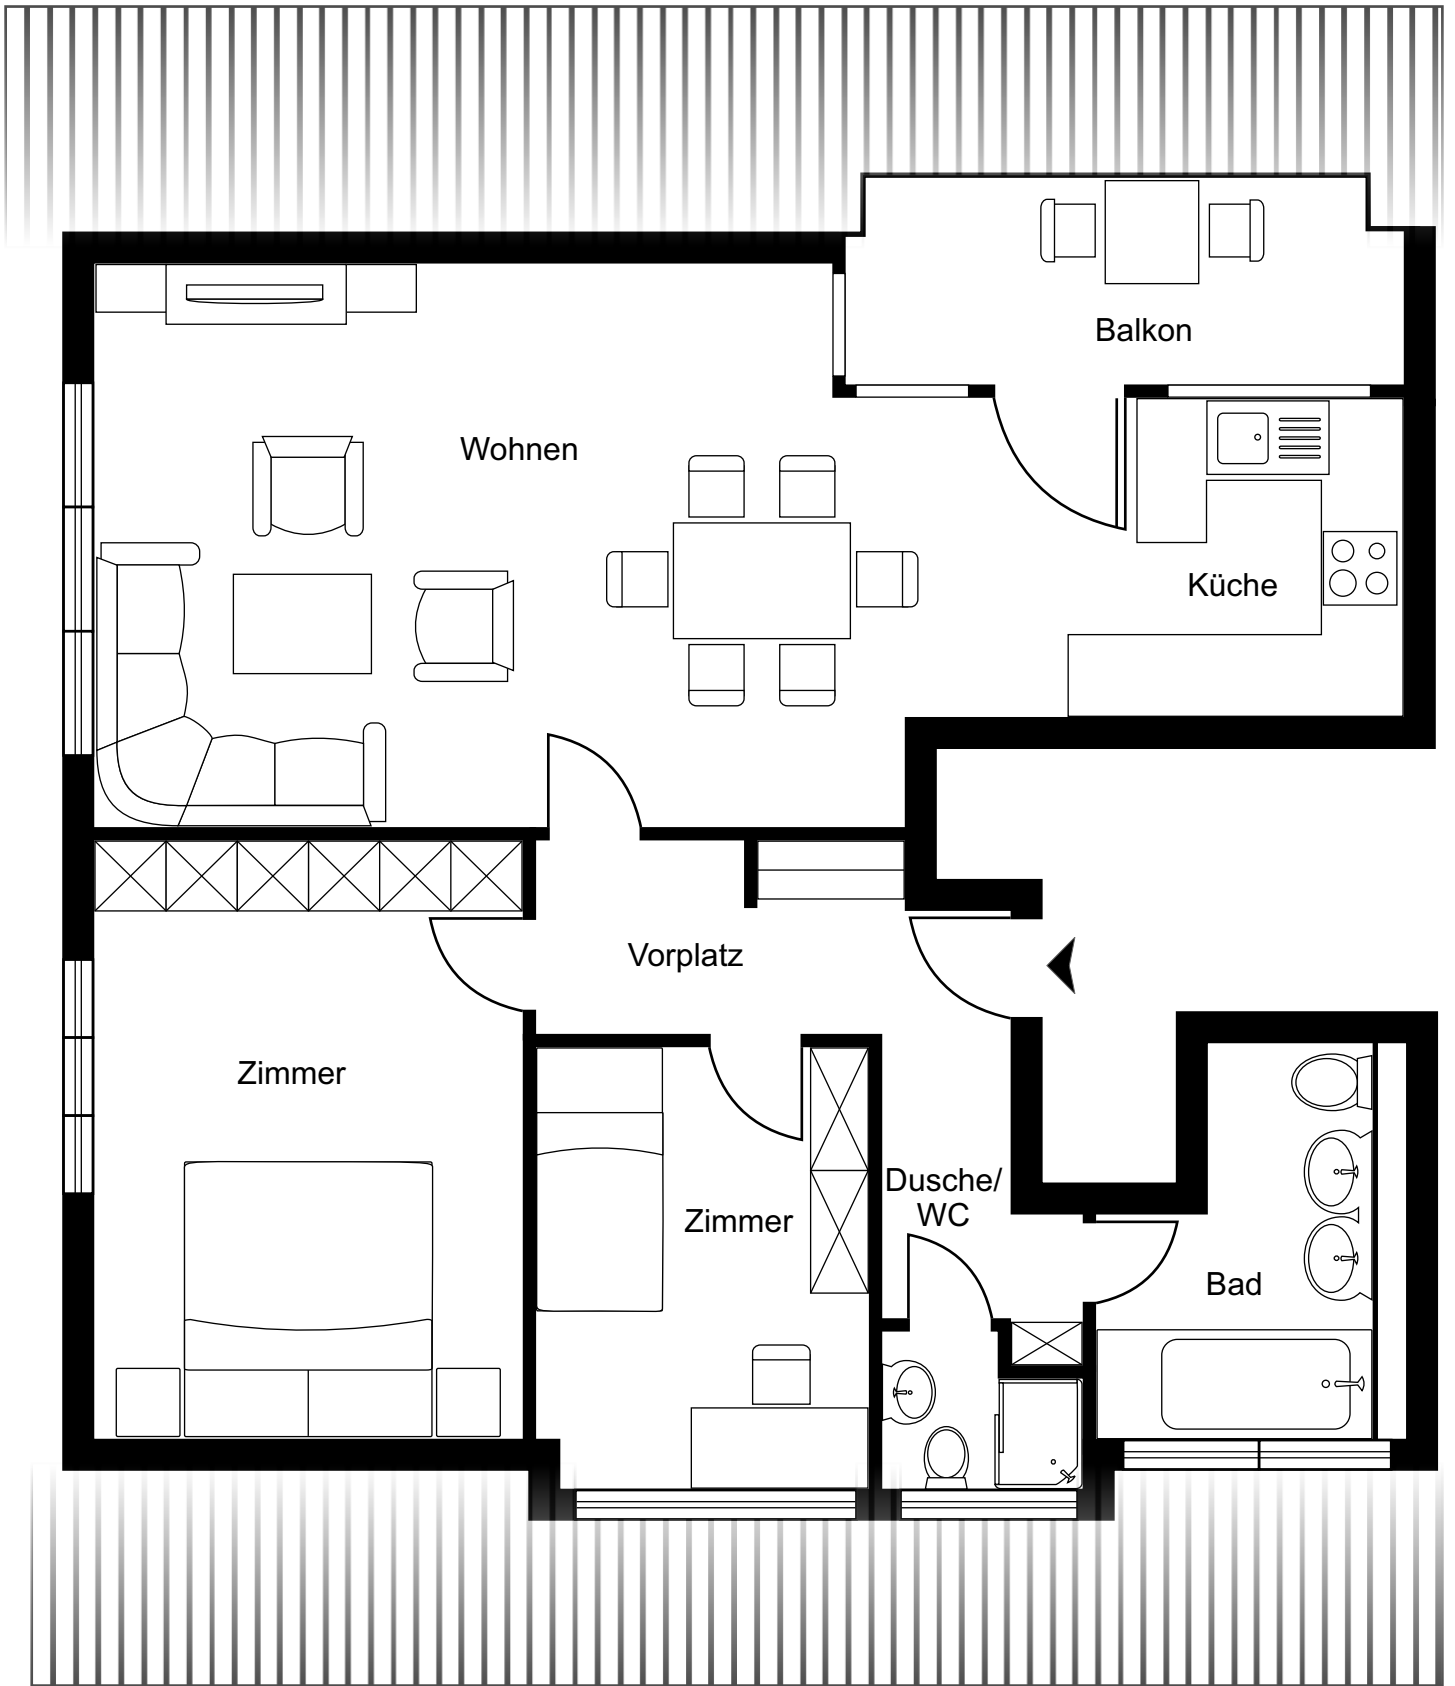 Balkon
Wohnen
Küche
Vorplatz
Zimmer
Dusche/
WC
Zimmer
Bad